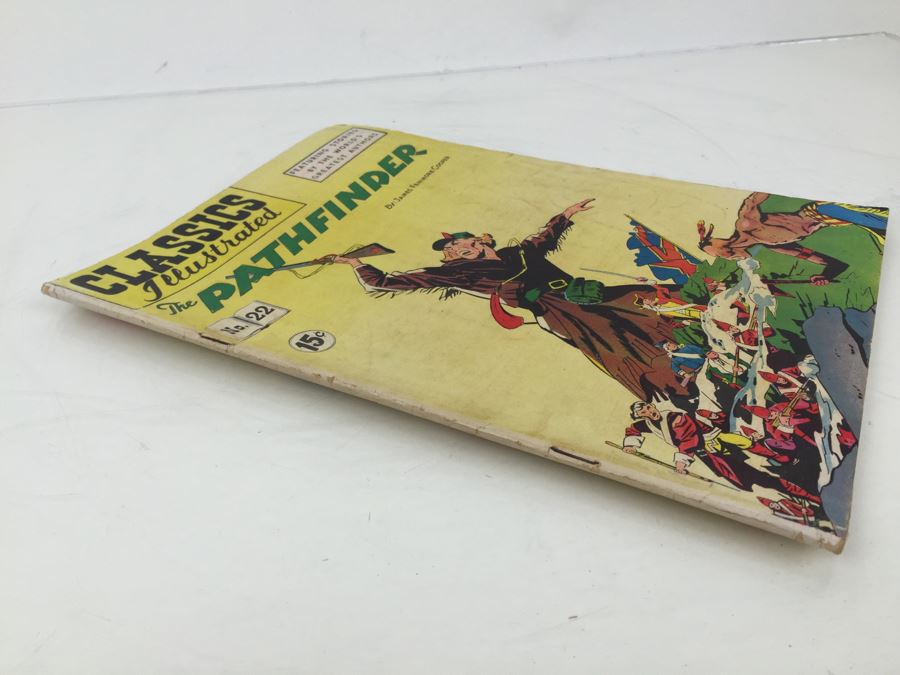 CLASSICS
Illustrated
FEATURING STORIES
BY THE WORLD'S
GREATEST AUTHORS
The PATHFINDER
By JAMES FENIMORE COOPER
No. 22
15¢